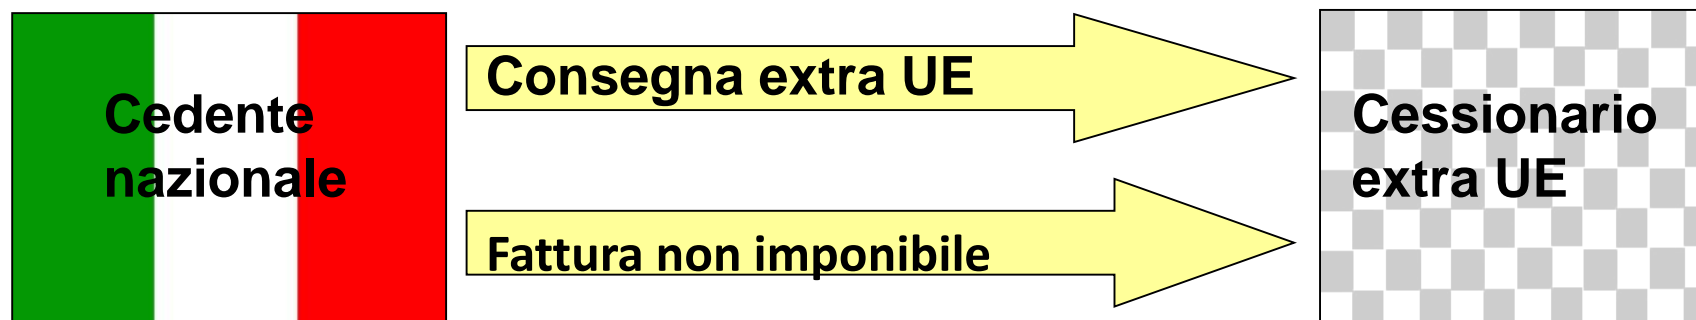 Cedente
nazionale
Consegna extra UE
Fattura non imponibile
Cessionario
extra UE